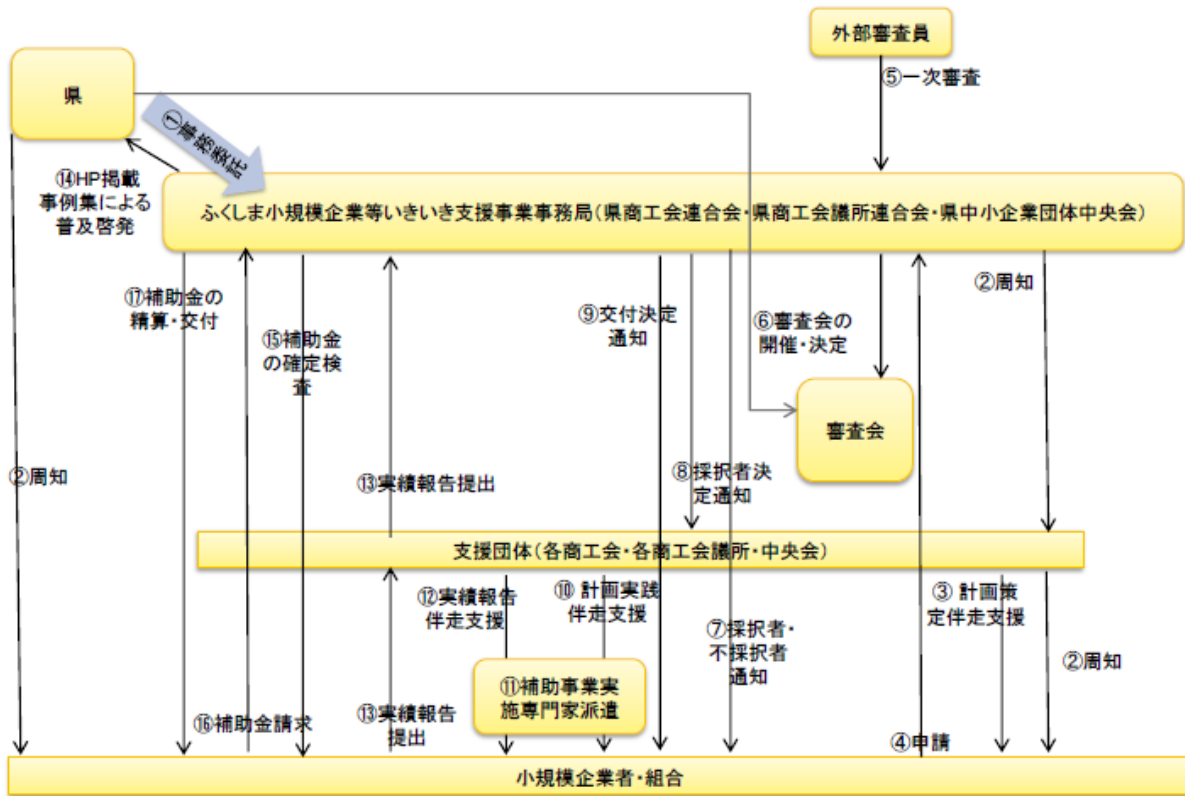 外部審査員
⑤一次審査
県
①事務委託
⑭HP掲載
事例集による
普及啓発
ふくしま小規模企業等いきいき支援事業事務局(県商工会連合会・県商工会議所連合会・県中小企業団体中央会)
⑰補助金の
精算・交付
⑮補助金
の確定検
査
⑨交付決定
通知
⑥審査会の
開催・決定
②周知
審査会
②周知
⑬実績報告提出
⑧採択者決
定通知
支援団体(各商工会・各商工会議所・中央会)
⑫実績報告
伴走支援
⑩ 計画実践
伴走支援
③ 計画策
定伴走支援
⑦採択者・
不採択者
通知
②周知
⑪補助事業実
施専門家派遣
⑯補助金請求
⑬実績報告
提出
④申請
小規模企業者・組合